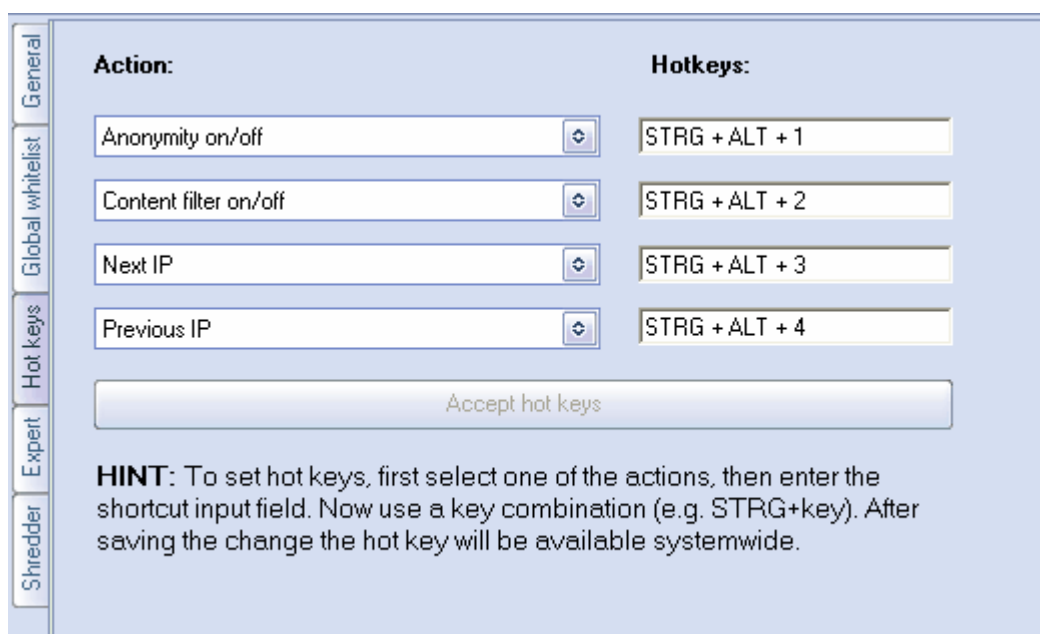 General
Global whitelist
Hot keys
Expert
Shredder
Action: Hotkeys:
Anonymity on/off STRG + ALT + 1
Content filter on/off STRG + ALT + 2
Next IP STRG + ALT + 3
Previous IP STRG + ALT + 4
Accept hot keys
HINT: To set hot keys, first select one of the actions, then enter the
shortcut input field. Now use a key combination (e.g. STRG+key). After
saving the change the hot key will be available systemwide.